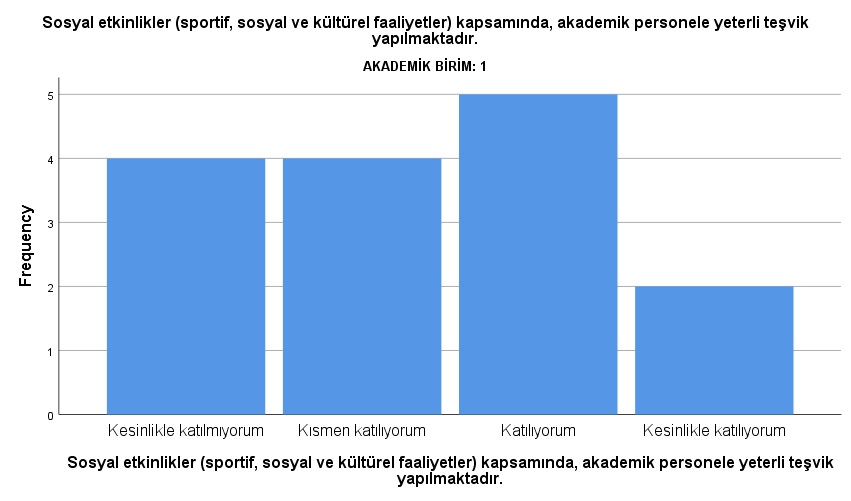 Sosyal etkinlikler (sportif, sosyal ve kültürel faaliyetler) kapsamında, akademik personele yeterli teşvik
yapılmaktadır.
AKADEMİK BİRİM: 1
5
4
3
2
1
0
Frequency
Kesinlikle katılmıyorum
Kısmen katılıyorum
Katılıyorum
Kesinlikle katılıyorum
Sosyal etkinlikler (sportif, sosyal ve kültürel faaliyetler) kapsamında, akademik personele yeterli teşvik
yapılmaktadır.